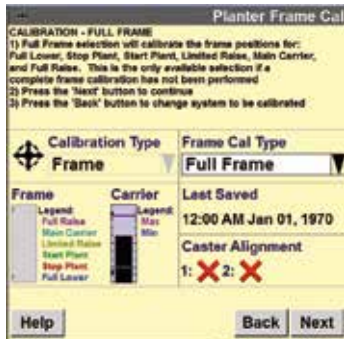 Planter Frame Cal
CALIBRATION - FULL FRAME
1) Full Frame selection will calibrate the frame positions for:
Full Lower, Stop Plant, Start Plant, Limited Raise, Main Carrier,
and Full Raise. This is the only available selection if a
complete frame calibration has not been performed
2) Press the 'Next' button to continue
3) Press the 'Back' button to change system to be calibrated
Calibration Type
Frame
Frame Cal Type
Full Frame
Frame
Legend:
Full Raise
Main Carrier
Limited Raise
Start Plant
Stop Plant
Full Lower
Carrier
Legend:
Max
Min
Last Saved
12:00 AM Jan 01, 1970
Caster Alignment
1: 2:
Help
Back
Next